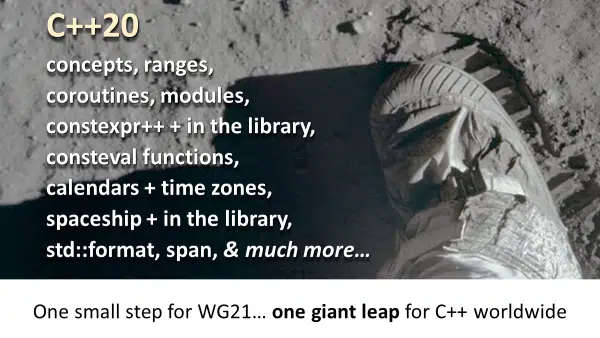 C++20
concepts, ranges,
coroutines, modules,
constexpr++ + in the library,
consteval functions,
calendars + time zones,
spaceship + in the library,
std::format, span, & much more…
One small step for WG21… one giant leap for C++ worldwide